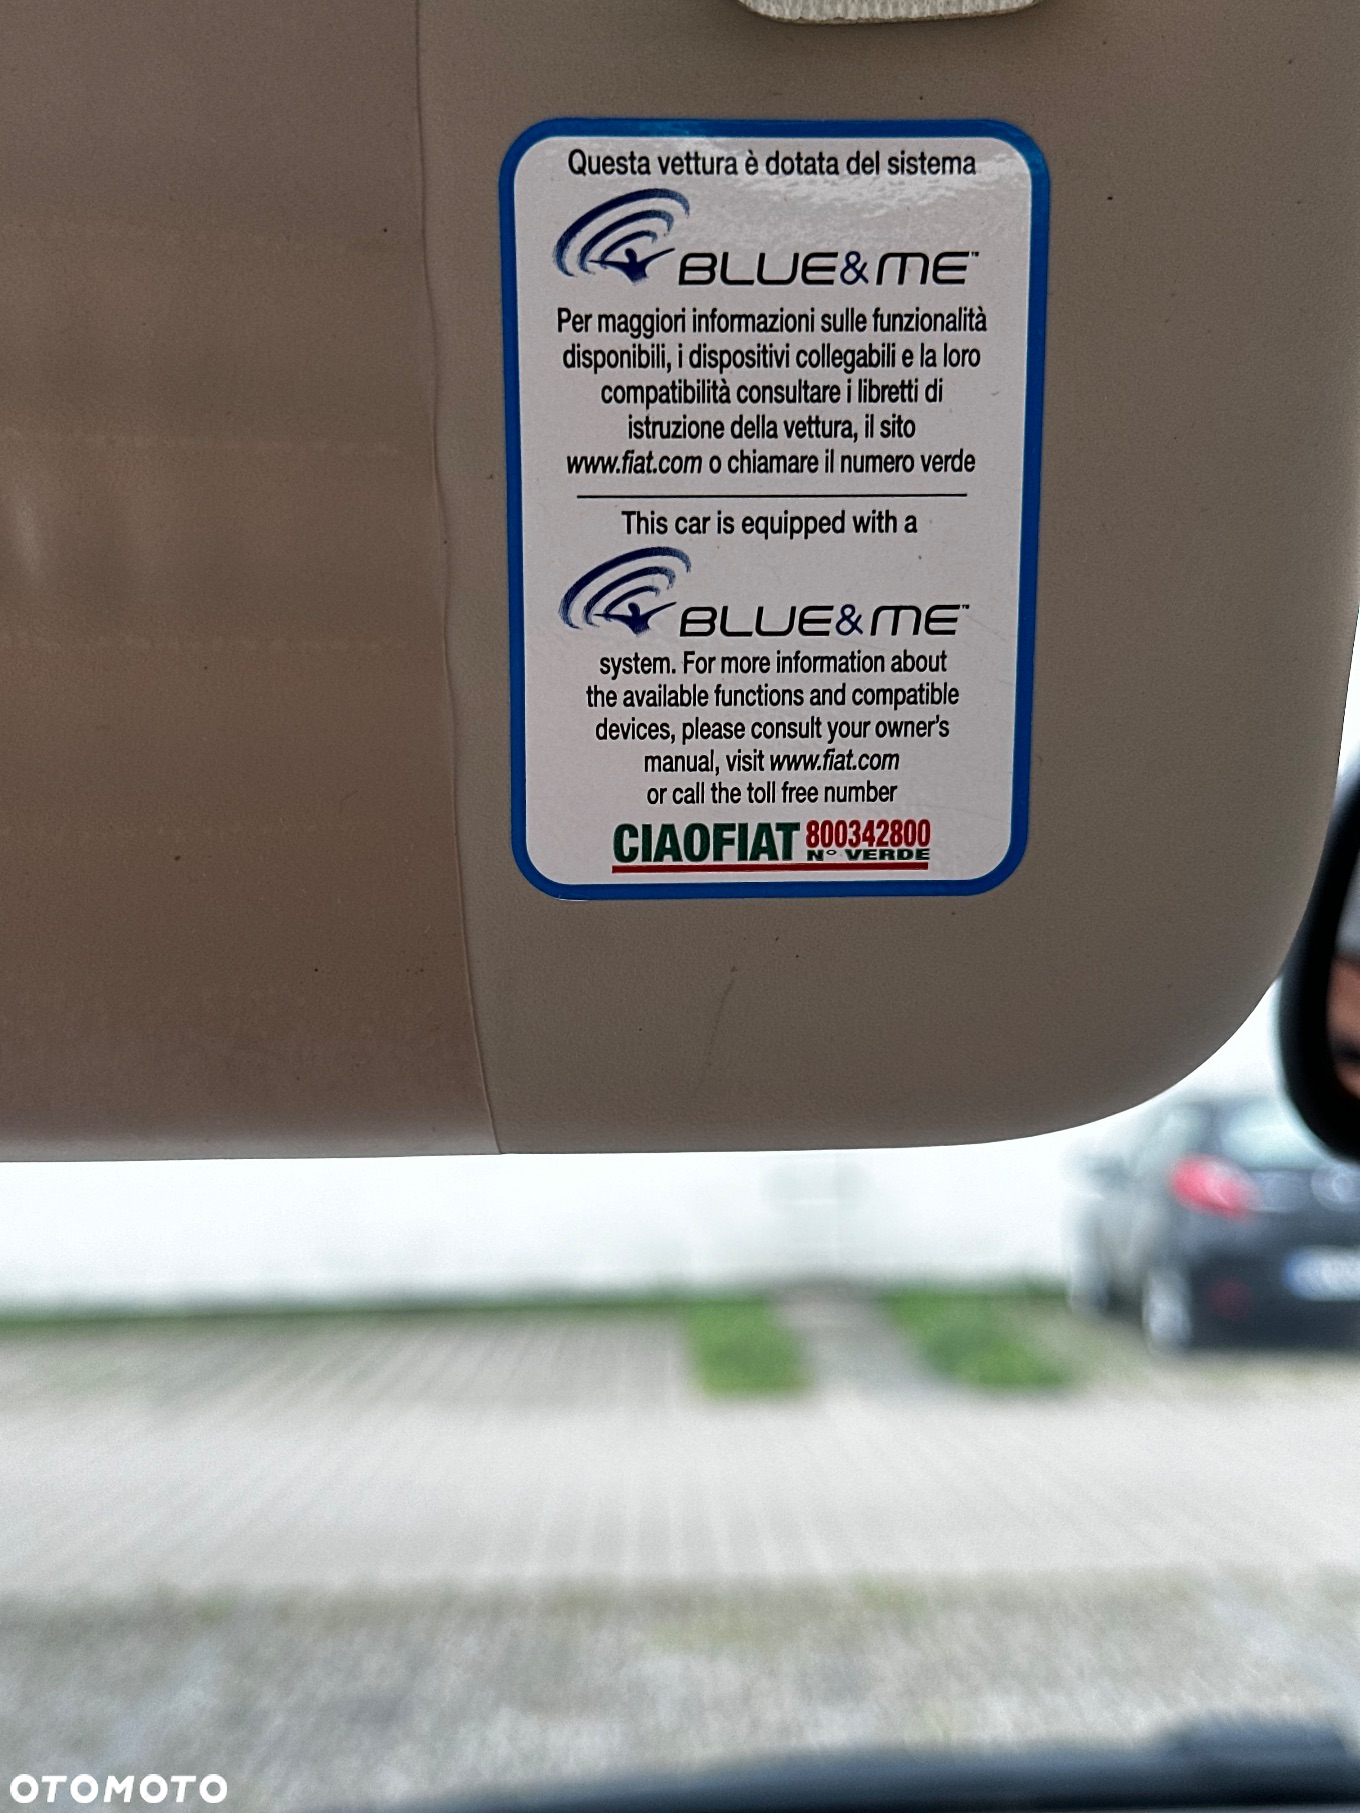 Questa vettura è dotata del sistema
BLUE&ME™
Per maggiori informazioni sulle funzionalità
disponibili, i dispositivi collegabili e la loro
compatibilità consultare i libretti di
istruzione della vettura, il sito
www.fiat.com o chiamare il numero verde
This car is equipped with a
BLUE&ME™
system. For more information about
the available functions and compatible
devices, please consult your owner's
manual, visit www.fiat.com
or call the toll free number
CIAOFIAT 800342800
N° VERDE
OTOMOTO